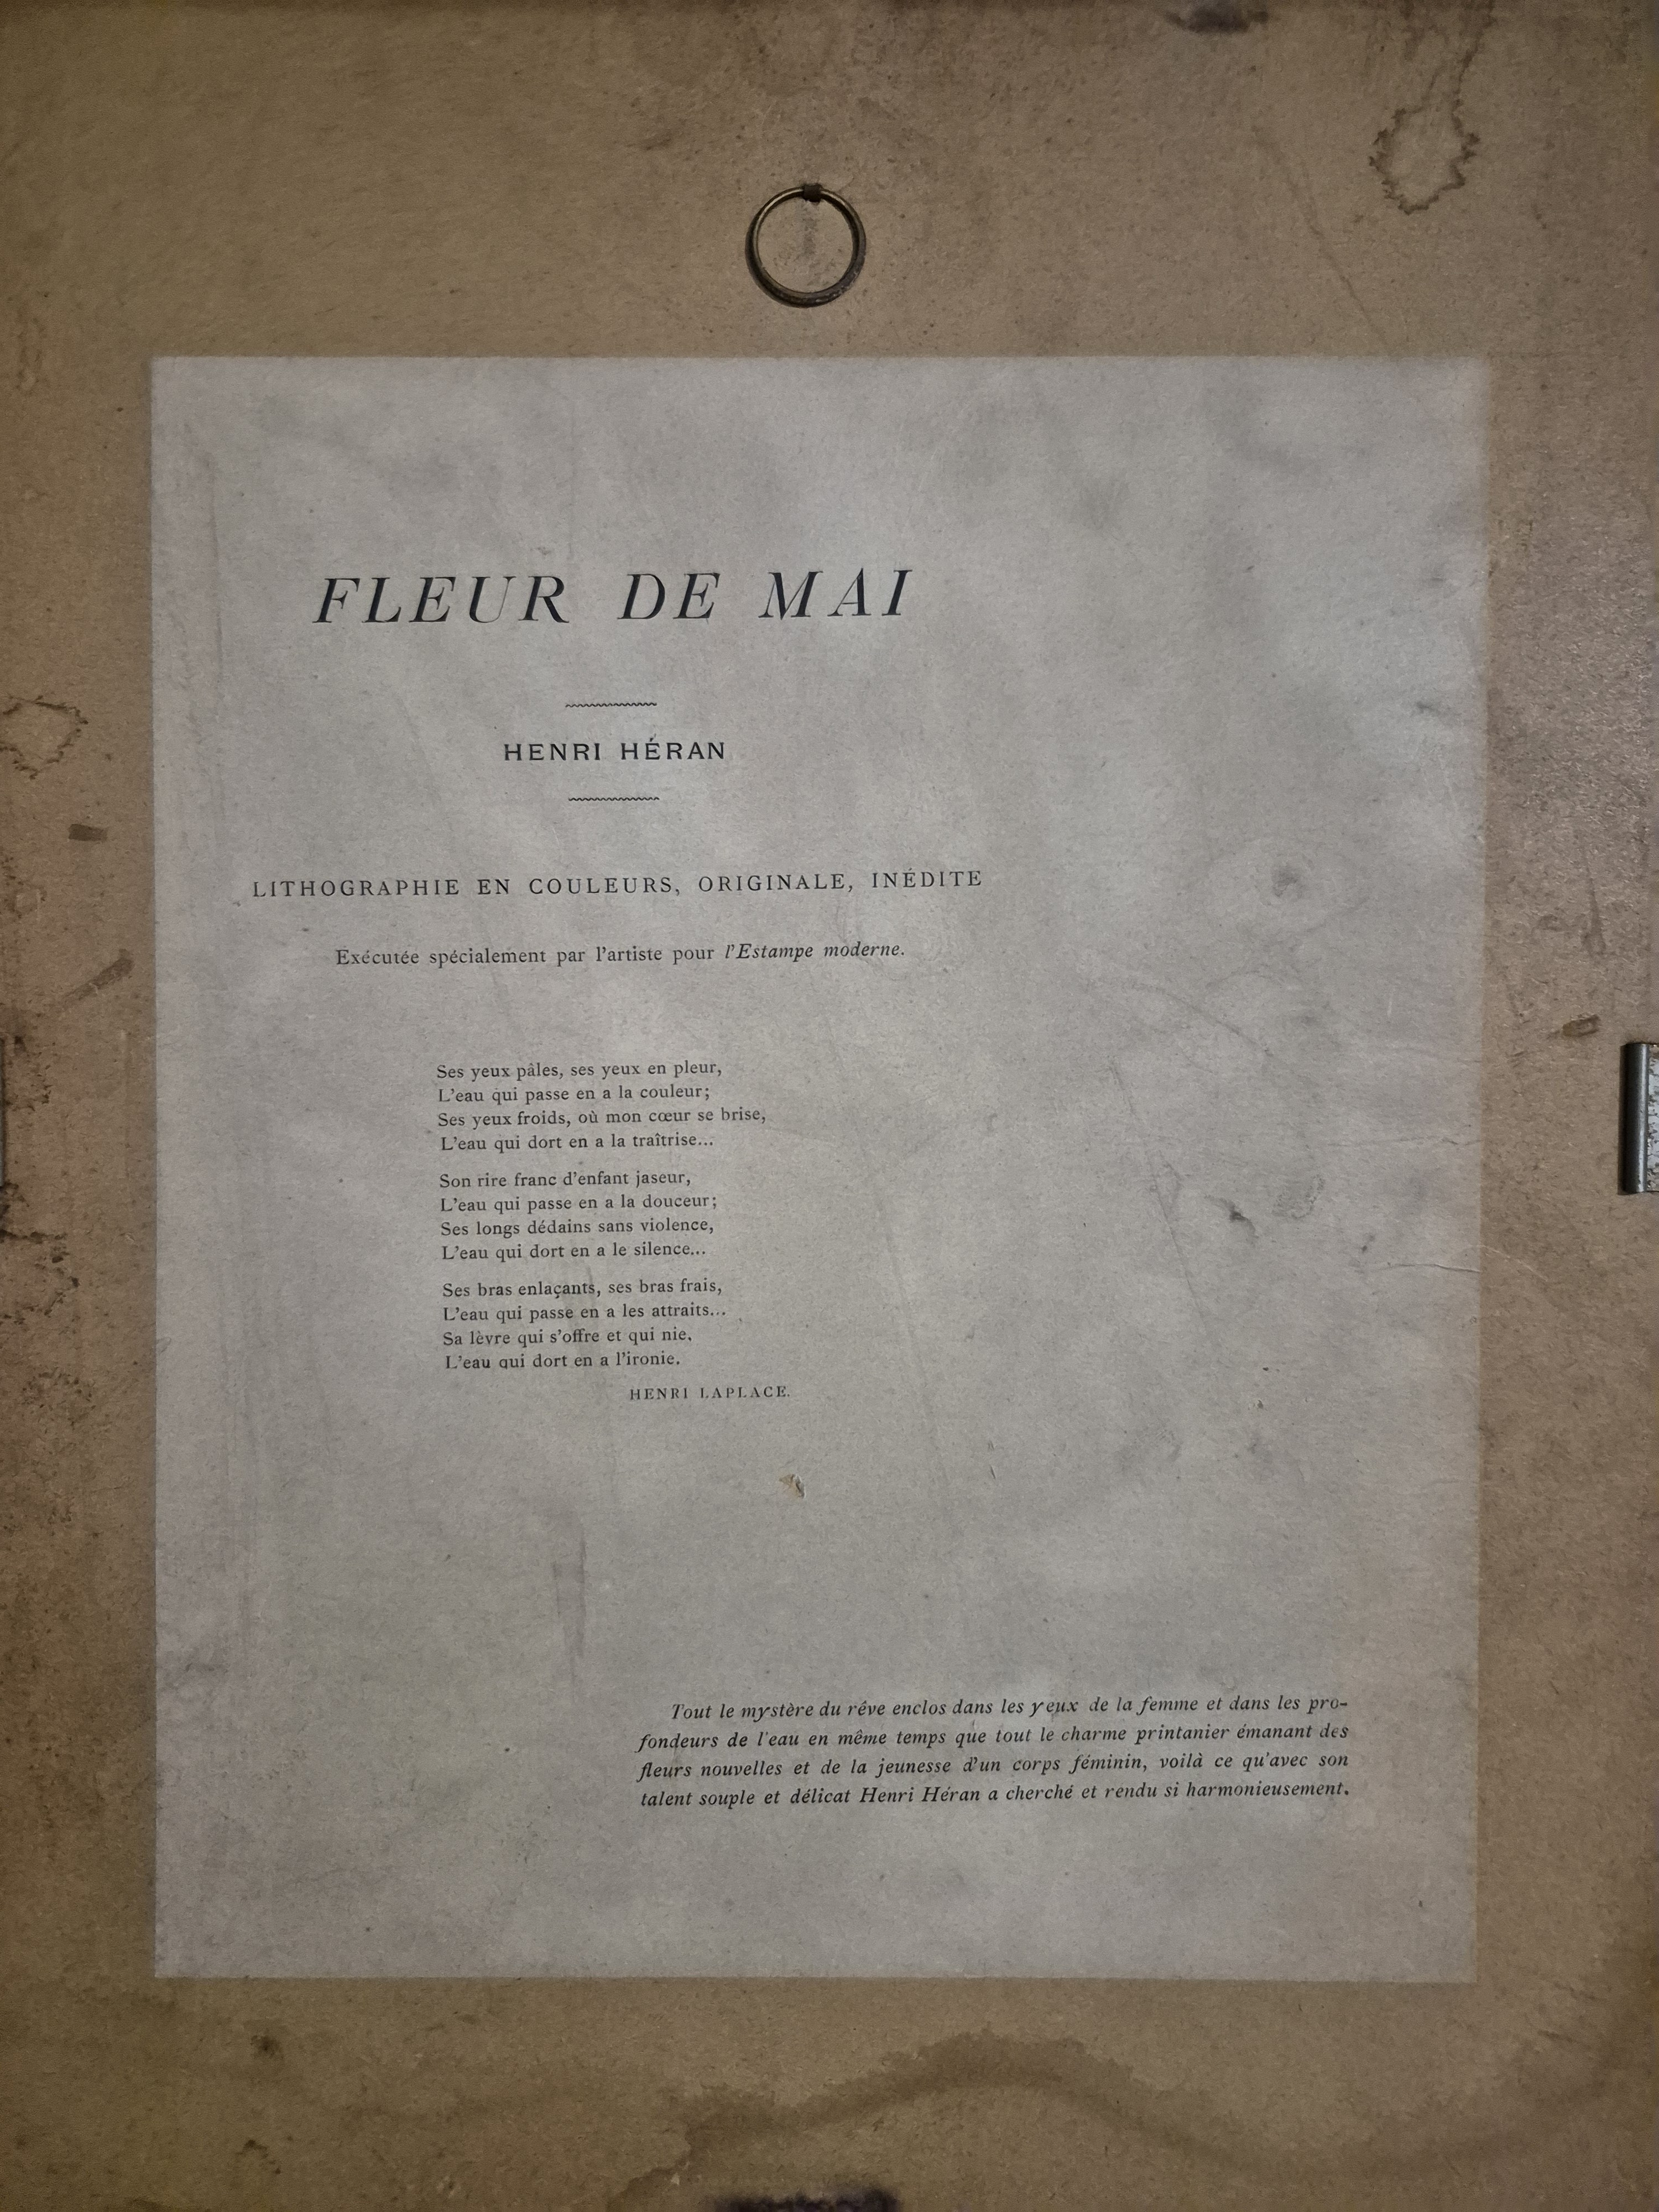 FLEUR DE MAI
HENRI HÉRAN
LITHOGRAPHIE EN COULEURS, ORIGINALE, INÉDITE
Exécutée spécialement par l'artiste pour l'Estampe moderne.
Ses yeux pâles, ses yeux en pleur,
L'eau qui passe en a la couleur;
Ses yeux froids, où mon cœur se brise,
L'eau qui dort en a la traîtrise...
Son rire franc d'enfant jaseur,
L'eau qui passe en a la douceur;
Ses longs dédains sans violence,
L'eau qui dort en a le silence...
Ses bras enlaçants, ses bras frais,
L'eau qui passe en a les attraits...
Sa lèvre qui s'offre et qui nie,
L'eau qui dort en a l'ironie.
HENRI LAPLACE.
Tout le mystère du rêve enclos dans les yeux de la femme et dans les pro-
fondeurs de l'eau en même temps que tout le charme printanier émanant des
fleurs nouvelles et de la jeunesse d'un corps féminin, voilà ce qu'avec son
talent souple et délicat Henri Héran a cherché et rendu si harmonieusement.